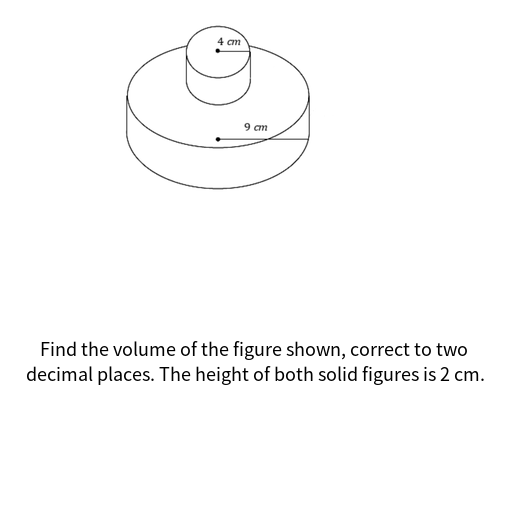 4 cm
9 cm
Find the volume of the figure shown, correct to two
decimal places. The height of both solid figures is 2 cm.